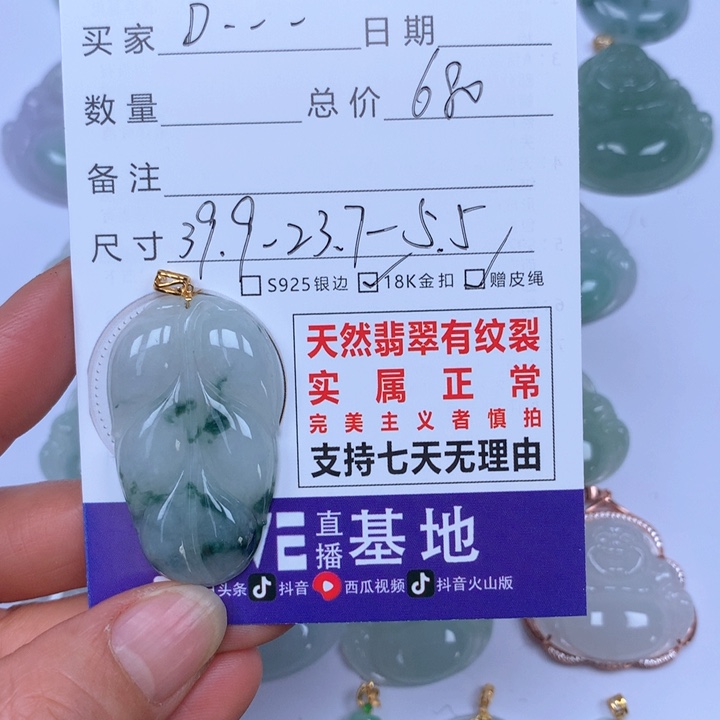 买家 D--- 日期
数量 总价 680
备注
尺寸 39.9-23.7-5.5
S925银边 18K金扣 赠皮绳
天然翡翠有纹裂
实属正常
完美主义者慎拍
支持七天无理由
VE 直播 基地
头条 抖音 西瓜视频 抖音火山版